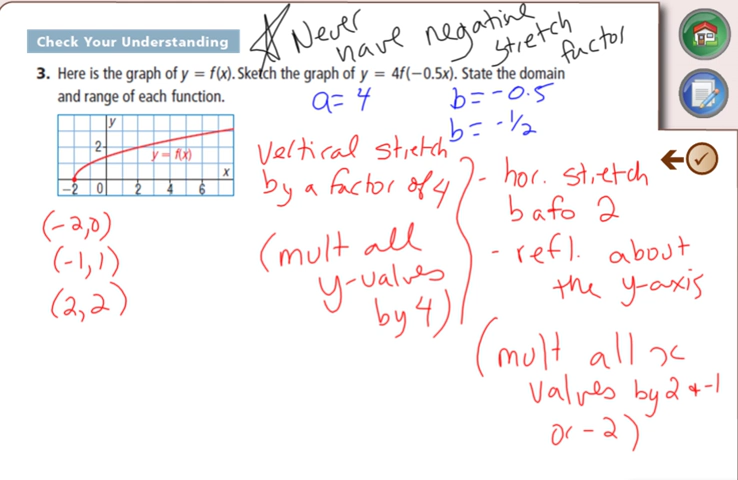 Never
have negative
stretch
factor
Check Your Understanding
3. Here is the graph of y = f(x). Sketch the graph of y = 4f(−0.5x). State the domain
and range of each function.
a = 4
b = -0.5
b = -1/2
y
2
y = f(x)
x
−2 0 2 4 6
(-2,0)
(-1,1)
(2,2)
vertical stretch
by a factor of 4
(mult all
y-values
by 4)
- hor. stretch
bafo 2
- refl. about
the y-axis
(mult all x
values by 2 + -1
or -2)